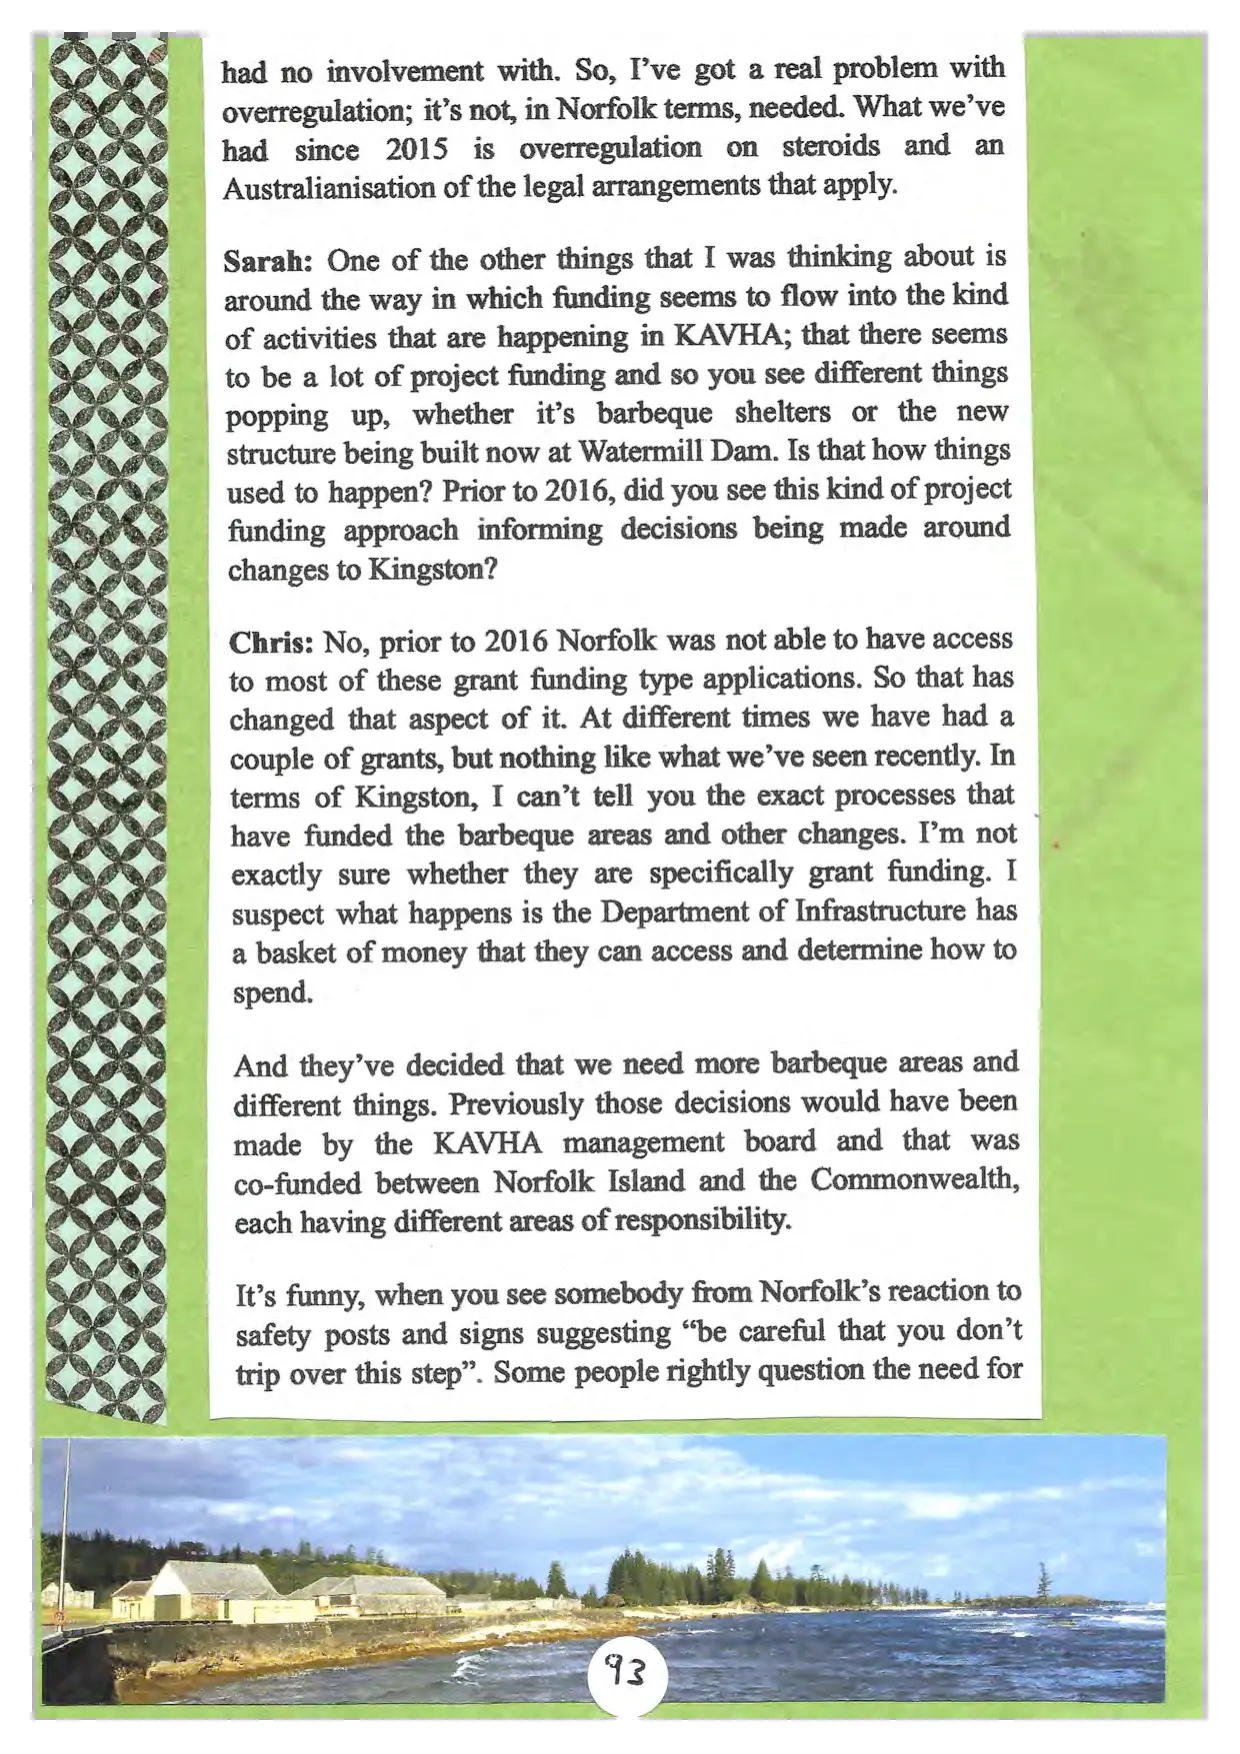 had no involvement with. So, I’ve got a real problem with
overregulation; it’s not, in Norfolk terms, needed. What we’ve
had since 2015 is overregulation on steroids and an
Australianisation of the legal arrangements that apply.
Sarah: One of the other things that I was thinking about is
around the way in which funding seems to flow into the kind
of activities that are happening in KAVHA; that there seems
to be a lot of project funding and so you see different things
popping up, whether it’s barbeque shelters or the new
structure being built now at Watermill Dam. Is that how things
used to happen? Prior to 2016, did you see this kind of project
funding approach informing decisions being made around
changes to Kingston?
Chris: No, prior to 2016 Norfolk was not able to have access
to most of these grant funding type applications. So that has
changed that aspect of it. At different times we have had a
couple of grants, but nothing like what we’ve seen recently. In
terms of Kingston, I can’t tell you the exact processes that
have funded the barbeque areas and other changes. I’m not
exactly sure whether they are specifically grant funding. I
suspect what happens is the Department of Infrastructure has
a basket of money that they can access and determine how to
spend.
And they’ve decided that we need more barbeque areas and
different things. Previously those decisions would have been
made by the KAVHA management board and that was
co-funded between Norfolk Island and the Commonwealth,
each having different areas of responsibility.
It’s funny, when you see somebody from Norfolk’s reaction to
safety posts and signs suggesting “be careful that you don’t
trip over this step”. Some people rightly question the need for
93